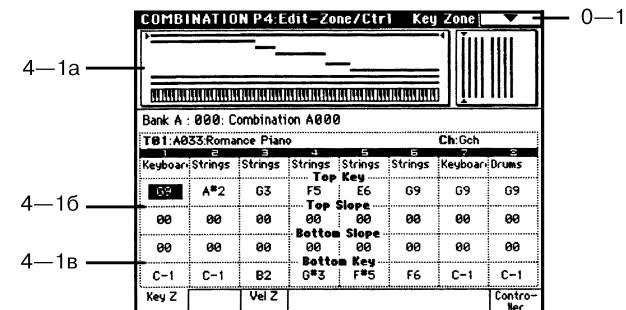 COMBINATION P4:Edit-Zone/Ctrl Key Zone
0—1
4—1а
Bank A : 000: Combination A000
T01:A033:Romance Piano Ch:Gch
1 2 3 4 5 6 7 8
Keyboar Strings Strings Strings Strings Strings Keyboar Drums
Top Key
G9 A#2 G3 F5 E6 G9 G9 G9
4—1б
Top Slope
00 00 00 00 00 00 00 00
Bottom Slope
00 00 00 00 00 00 00 00
4—1в
Bottom Key
C-1 C-1 B2 G#3 F#5 F6 C-1 C-1
Key Z Vel Z Contro-
ller